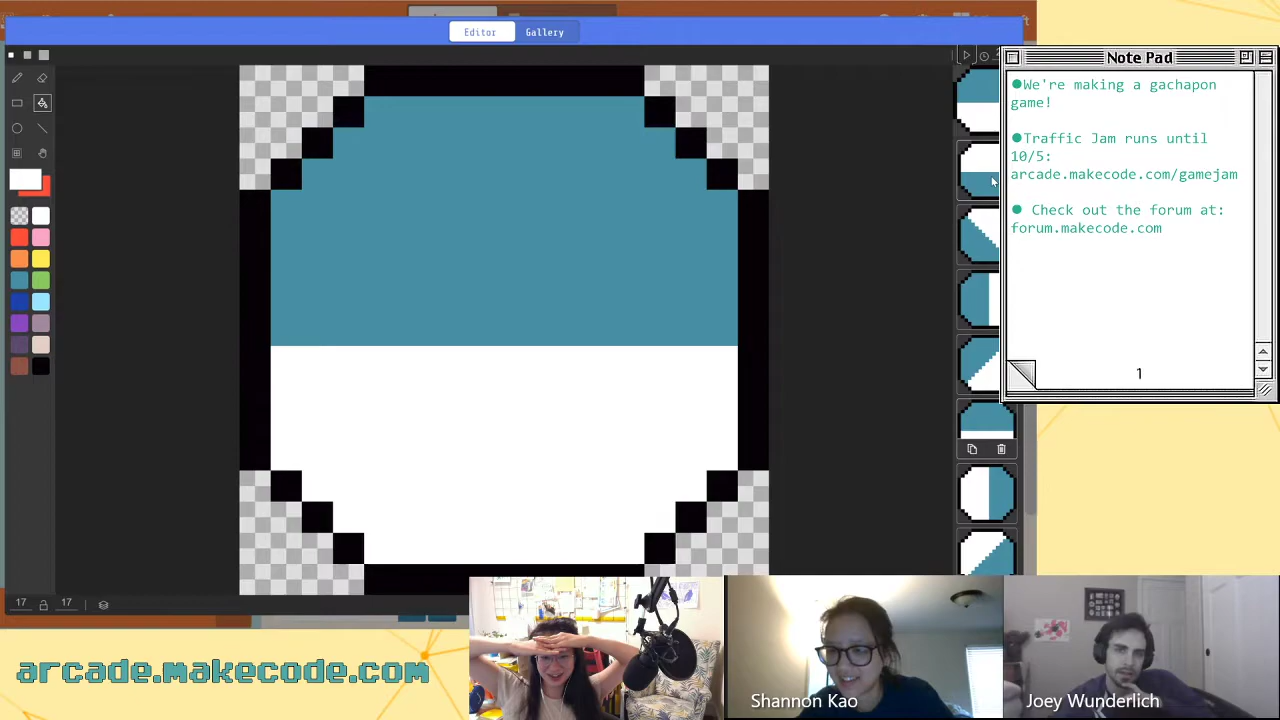 Editor
Gallery
Note Pad
●We're making a gachapon
game!
●Traffic Jam runs until
10/5:
arcade.makecode.com/gamejam
● Check out the forum at:
forum.makecode.com
1
17
17
arcade.makecode.com
Shannon Kao
Joey Wunderlich